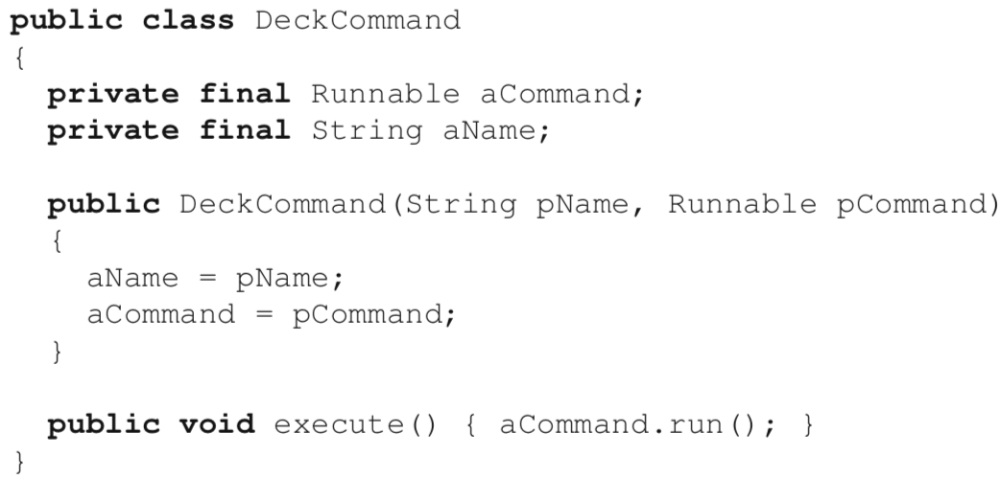 public class DeckCommand
{
  private final Runnable aCommand;
  private final String aName;

  public DeckCommand(String pName, Runnable pCommand)
  {
    aName = pName;
    aCommand = pCommand;
  }

  public void execute() { aCommand.run(); }
}